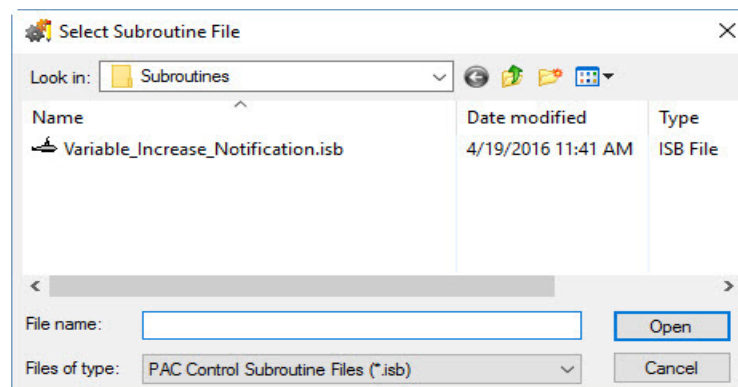 Select Subroutine File
Look in: Subroutines
Name Date modified Type
Variable_Increase_Notification.isb 4/19/2016 11:41 AM ISB File
File name: Open
Files of type: PAC Control Subroutine Files (*.isb) Cancel